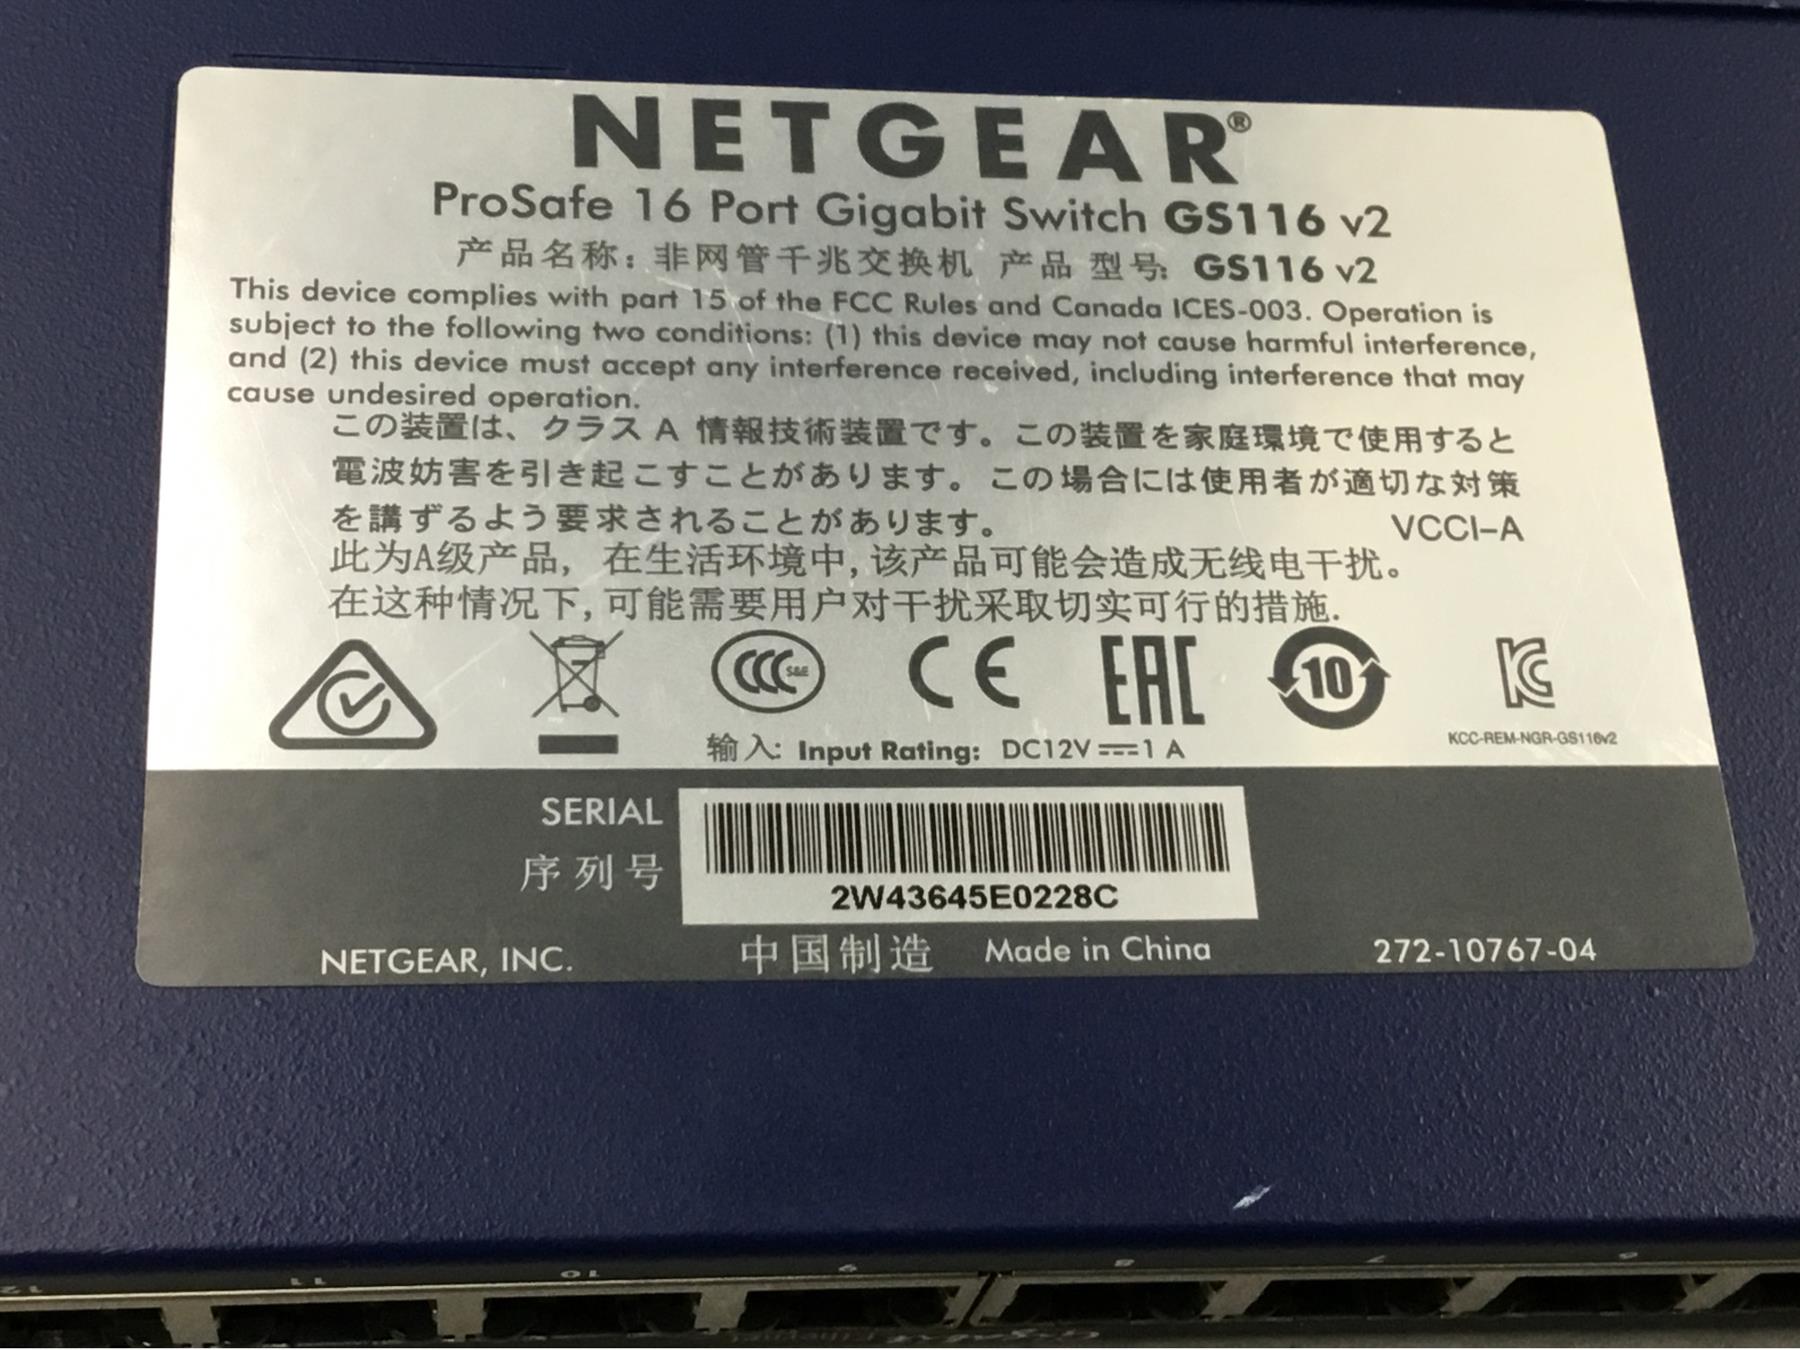 NETGEAR®
ProSafe 16 Port Gigabit Switch GS116 v2
产品名称：非网管千兆交换机 产品 型号: GS116 v2
This device complies with part 15 of the FCC Rules and Canada ICES-003. Operation is
subject to the following two conditions: (1) this device may not cause harmful interference,
and (2) this device must accept any interference received, including interference that may
cause undesired operation.
この装置は、クラス A 情報技術装置です。この装置を家庭環境で使用すると
電波妨害を引き起こすことがあります。この場合には使用者が適切な対策
を講ずるよう要求されることがあります。 VCCI-A
此为A级产品，在生活环境中,该产品可能会造成无线电干扰。
在这种情况下,可能需要用户对干扰采取切实可行的措施.
CCC S&E CE EAC 10 KC
KCC-REM-NGR-GS116v2
输入: Input Rating: DC12V ⎓ 1 A
SERIAL
序列号
2W43645E0228C
NETGEAR, INC. 中国制造 Made in China 272-10767-04
12 11 10 9 8 7 6